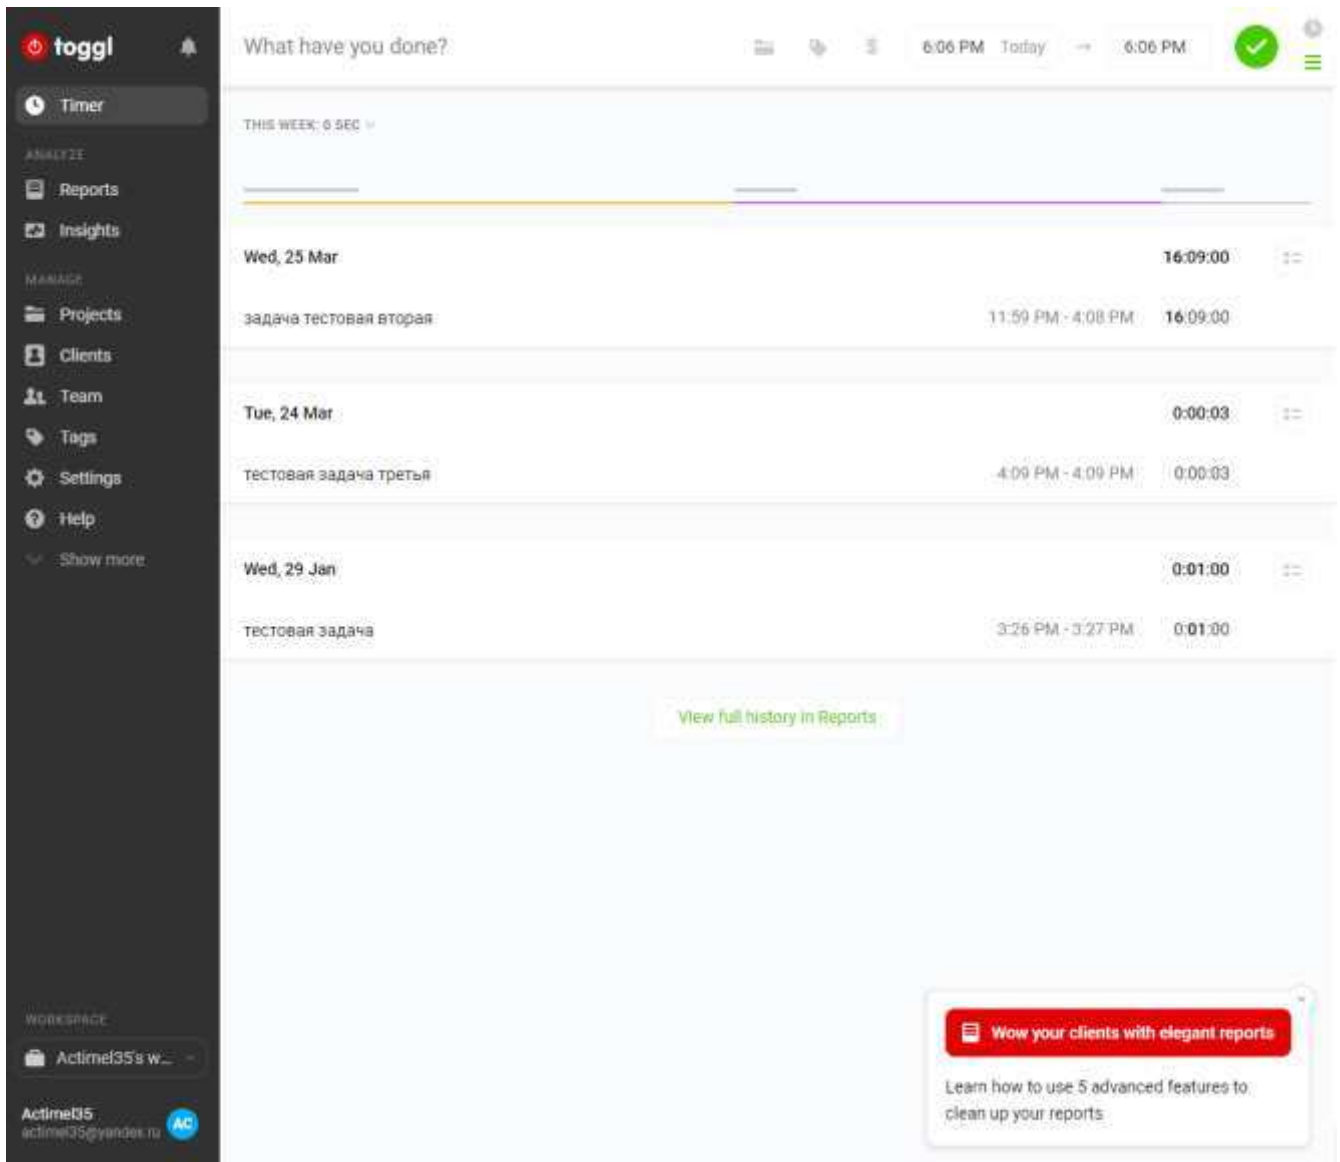 toggl
What have you done?
$
6:06 PM Today → 6:06 PM
Timer
THIS WEEK: 0 SEC
ANALYZE
Reports
Insights
MANAGE
Projects
Clients
Team
Tags
Settings
Help
Show more
Wed, 25 Mar 16:09:00
задача тестовая вторая 11:59 PM - 4:08 PM 16:09:00
Tue, 24 Mar 0:00:03
тестовая задача третья 4:09 PM - 4:09 PM 0:00:03
Wed, 29 Jan 0:01:00
тестовая задача 3:26 PM - 3:27 PM 0:01:00
View full history in Reports
WORKSPACE
Actimel35's w...
Actimel35
actimel35@yandex.ru
AC
Wow your clients with elegant reports
Learn how to use 5 advanced features to
clean up your reports